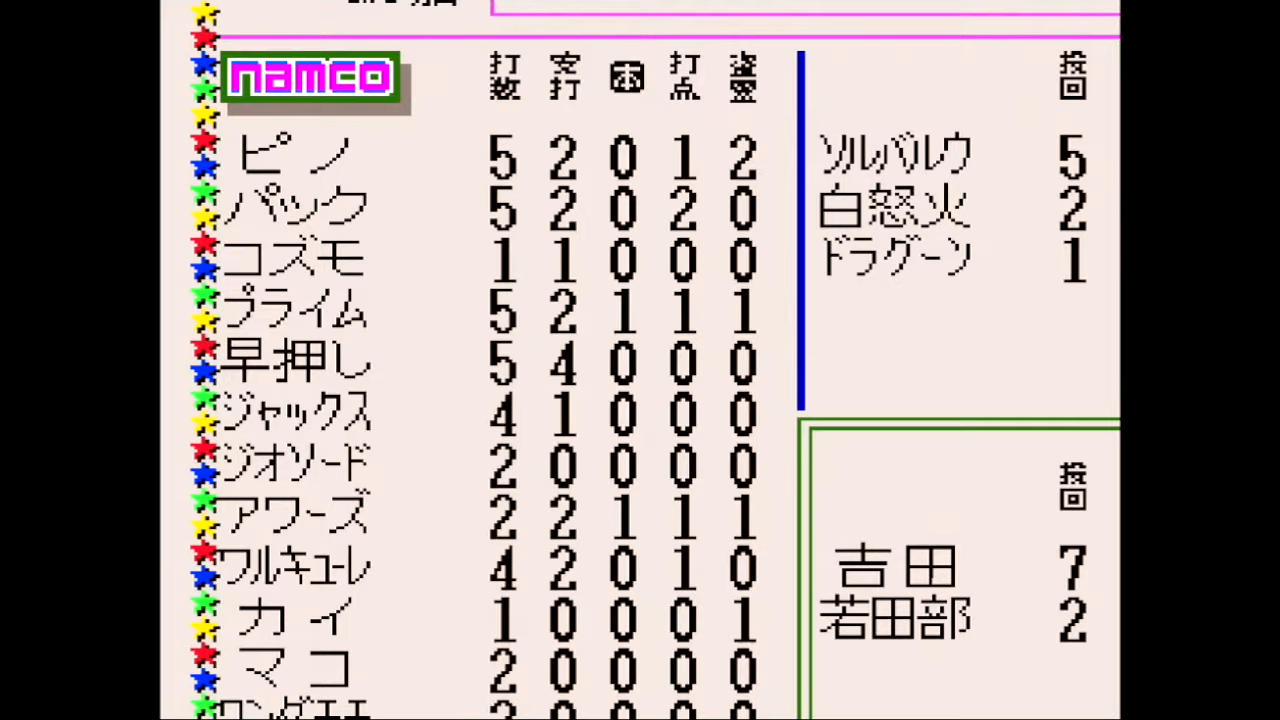 namco 打数 安打 本 打点 盗塁
ピノ 5 2 0 1 2
パック 5 2 0 2 0
コズモ 1 1 0 0 0
プライム 5 2 1 1 1
早押し 5 4 0 0 0
ジャックス 4 1 0 0 0
ジオソード 2 0 0 0 0
アワーズ 2 2 1 1 1
ワルキューレ 4 2 0 1 0
カイ 1 0 0 0 1
マコ 2 0 0 0 0
投回
ソルバルウ 5
白怒火 2
ドラグーン 1
投回
吉田 7
若田部 2